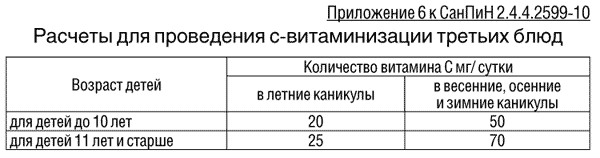 Приложение 6 к СанПиН 2.4.4.2599-10
Расчеты для проведения с-витаминизации третьих блюд
Возраст детей
Количество витамина С мг/ сутки
в летние каникулы
в весенние, осенние
и зимние каникулы
для детей до 10 лет 20 50
для детей 11 лет и старше 25 70